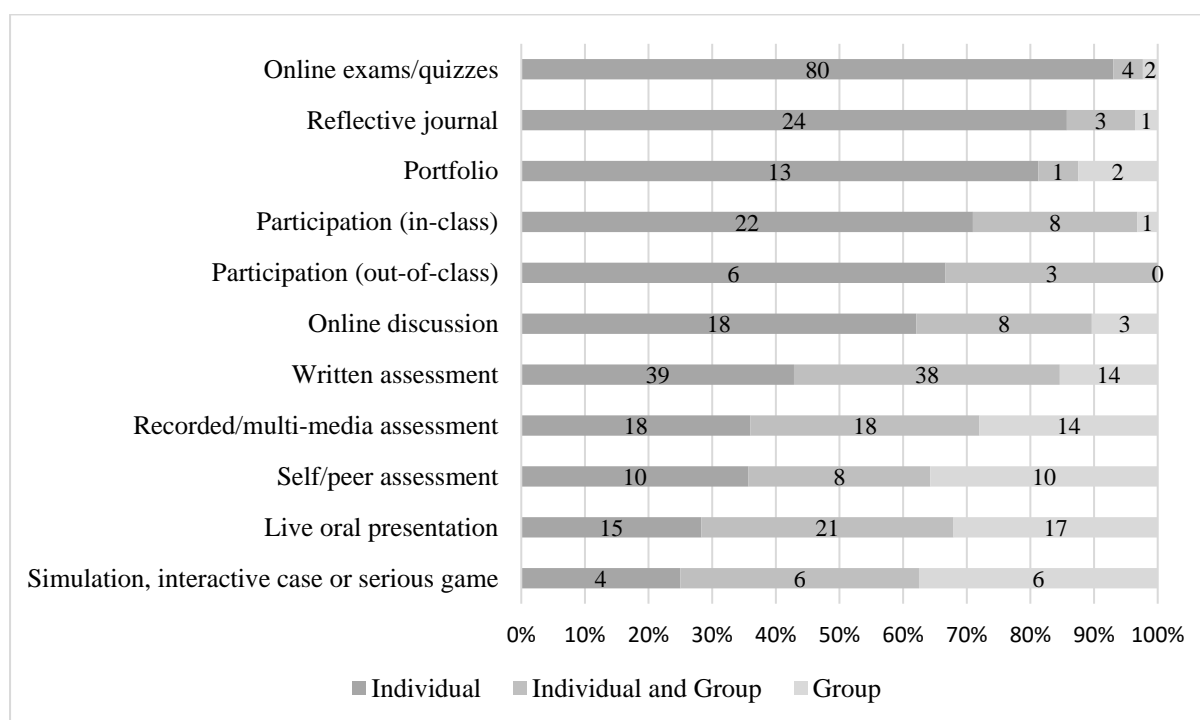 Online exams/quizzes 80 4 2
Reflective journal 24 3 1
Portfolio 13 1 2
Participation (in-class) 22 8 1
Participation (out-of-class) 6 3 0
Online discussion 18 8 3
Written assessment 39 38 14
Recorded/multi-media assessment 18 18 14
Self/peer assessment 10 8 10
Live oral presentation 15 21 17
Simulation, interactive case or serious game 4 6 6
0% 10% 20% 30% 40% 50% 60% 70% 80% 90% 100%
Individual Individual and Group Group